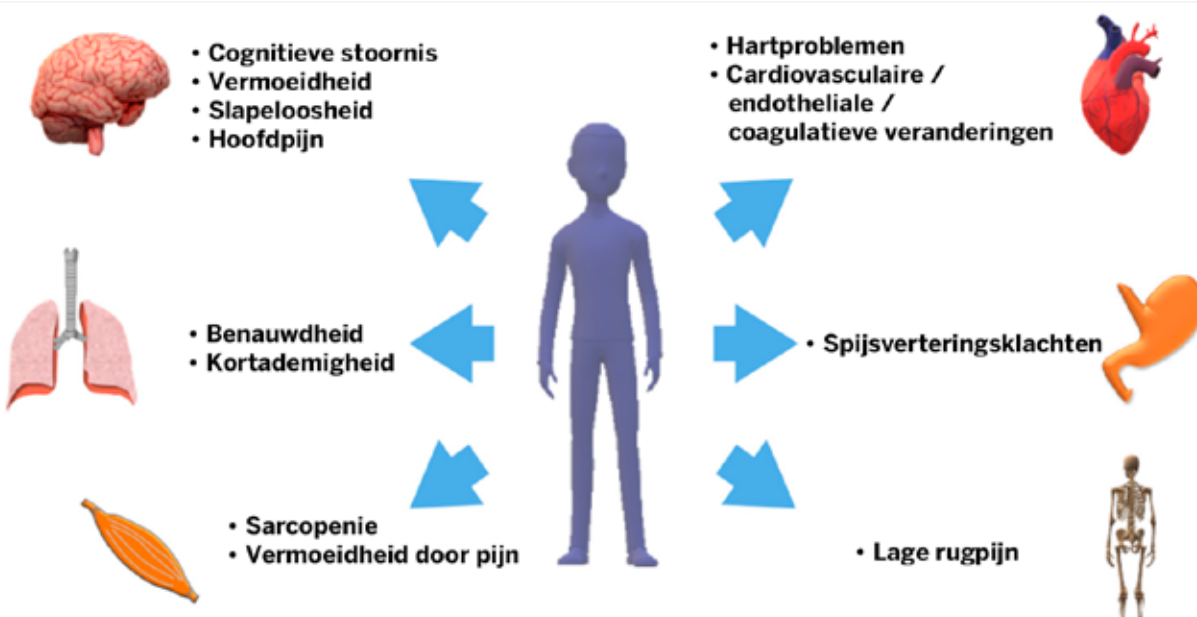 • Cognitieve stoornis
• Vermoeidheid
• Slapeloosheid
• Hoofdpijn
• Hartproblemen
• Cardiovasculaire /
endotheliale /
coagulatieve veranderingen
• Benauwdheid
• Kortademigheid
• Spijsverteringsklachten
• Sarcopenie
• Vermoeidheid door pijn
• Lage rugpijn